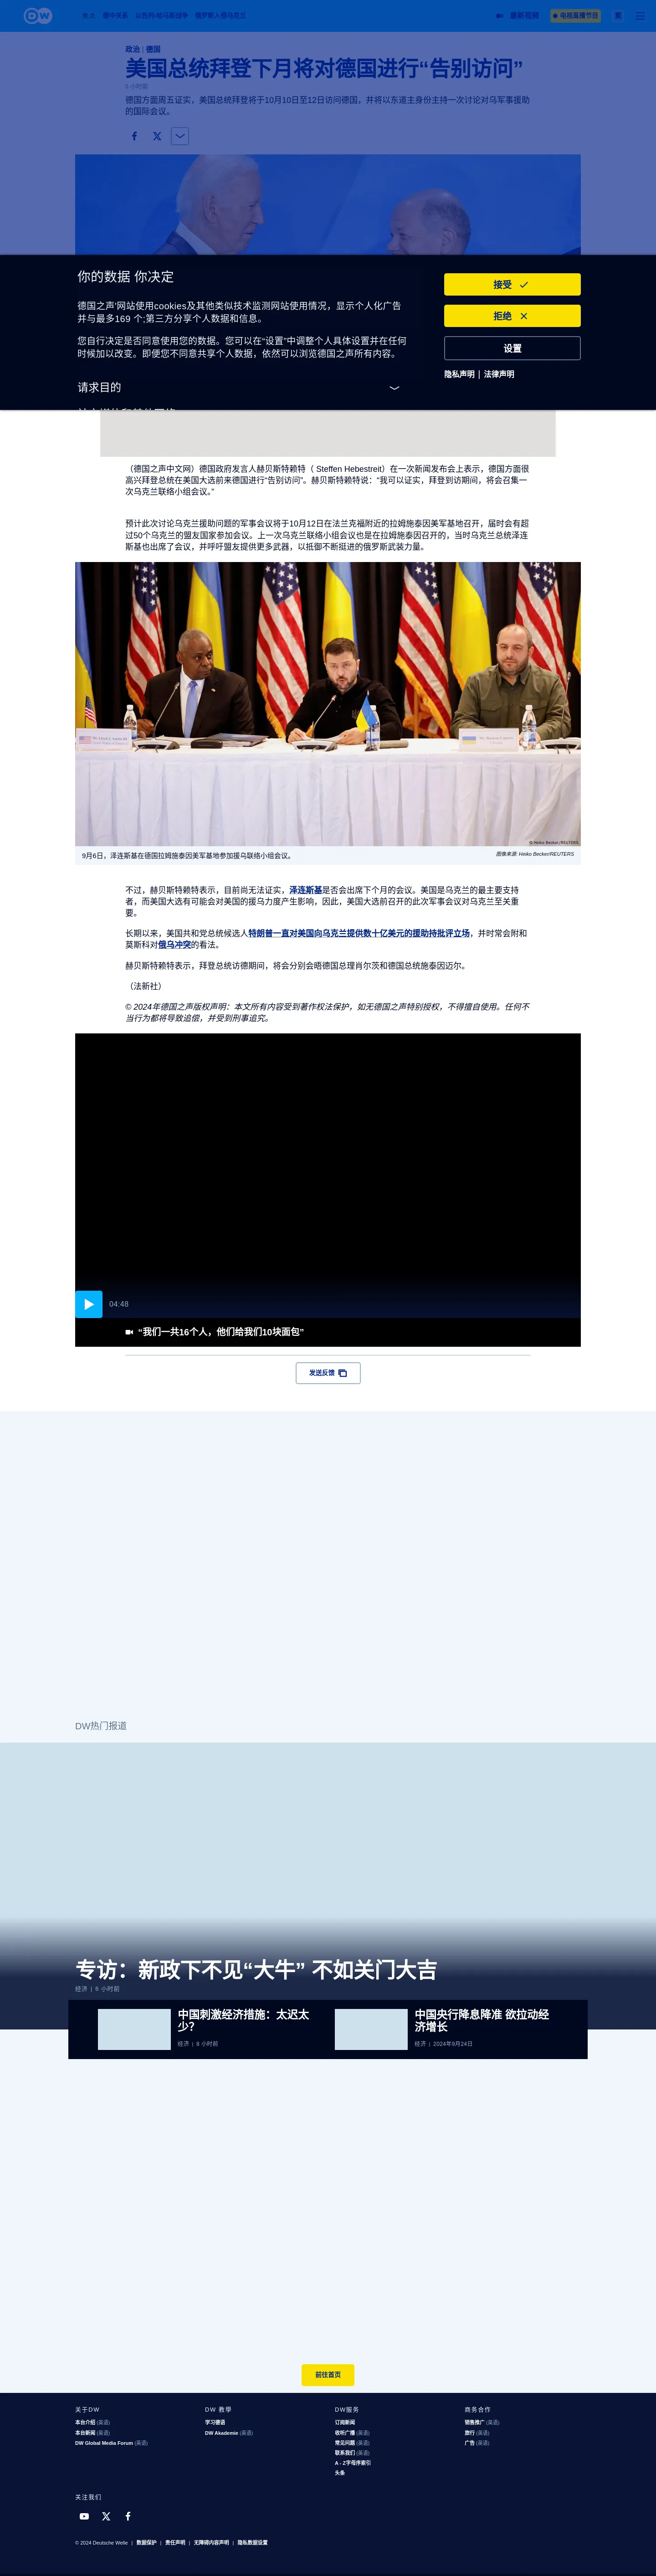 DW
焦点 德中关系 以色列-哈马斯战争 俄罗斯入侵乌克兰
最新视频
电视直播节目
繁
政治 | 德国
美国总统拜登下月将对德国进行“告别访问”
5 小时前
德国方面周五证实，美国总统拜登将于10月10日至12日访问德国，并将以东道主身份主持一次讨论对乌军事援助
的国际会议。
你的数据 你决定
德国之声‘网站使用cookies及其他类似技术监测网站使用情况，显示个人化广告
并与最多169 个;第三方分享个人数据和信息。
您自行决定是否同意使用您的数据。您可以在“设置”中调整个人具体设置并在任何
时候加以改变。即便您不同意共享个人数据，依然可以浏览德国之声所有内容。
请求目的
接受
拒绝
设置
隐私声明 | 法律声明
（德国之声中文网）德国政府发言人赫贝斯特赖特（ Steffen Hebestreit）在一次新闻发布会上表示，德国方面很
高兴拜登总统在美国大选前来德国进行“告别访问”。赫贝斯特赖特说：“我可以证实，拜登到访期间，将会召集一
次乌克兰联络小组会议。”
预计此次讨论乌克兰援助问题的军事会议将于10月12日在法兰克福附近的拉姆施泰因美军基地召开，届时会有超
过50个乌克兰的盟友国家参加会议。上一次乌克兰联络小组会议也是在拉姆施泰因召开的，当时乌克兰总统泽连
斯基也出席了会议，并呼吁盟友提供更多武器，以抵御不断挺进的俄罗斯武装力量。
© Heiko Becker/REUTERS
9月6日，泽连斯基在德国拉姆施泰因美军基地参加援乌联络小组会议。
图像来源: Heiko Becker/REUTERS
不过，赫贝斯特赖特表示，目前尚无法证实，泽连斯基是否会出席下个月的会议。美国是乌克兰的最主要支持
者，而美国大选有可能会对美国的援乌力度产生影响，因此，美国大选前召开的此次军事会议对乌克兰至关重
要。
长期以来，美国共和党总统候选人特朗普一直对美国向乌克兰提供数十亿美元的援助持批评立场，并时常会附和
莫斯科对俄乌冲突的看法。
赫贝斯特赖特表示，拜登总统访德期间，将会分别会晤德国总理肖尔茨和德国总统施泰因迈尔。
（法新社）
© 2024年德国之声版权声明：本文所有内容受到著作权法保护，如无德国之声特别授权，不得擅自使用。任何不
当行为都将导致追偿，并受到刑事追究。
04:48
“我们一共16个人，他们给我们10块面包”
发送反馈
DW热门报道
专访：新政下不见“大牛” 不如关门大吉
经济 | 6 小时前
中国刺激经济措施：太迟太
少？
经济 | 8 小时前
中国央行降息降准 欲拉动经
济增长
经济 | 2024年9月24日
前往首页
关于DW
本台介绍 (英语)
本台新闻 (英语)
DW Global Media Forum (英语)
DW 教學
学习德语
DW Akademie (英语)
DW服务
订阅新闻
收听广播 (英语)
常见问题 (英语)
联系我们 (英语)
A - Z字母序索引
头条
商务合作
销售推广 (英语)
旅行 (英语)
广告 (英语)
关注我们
© 2024 Deutsche Welle | 数据保护 | 责任声明 | 无障碍内容声明 | 隐私数据设置